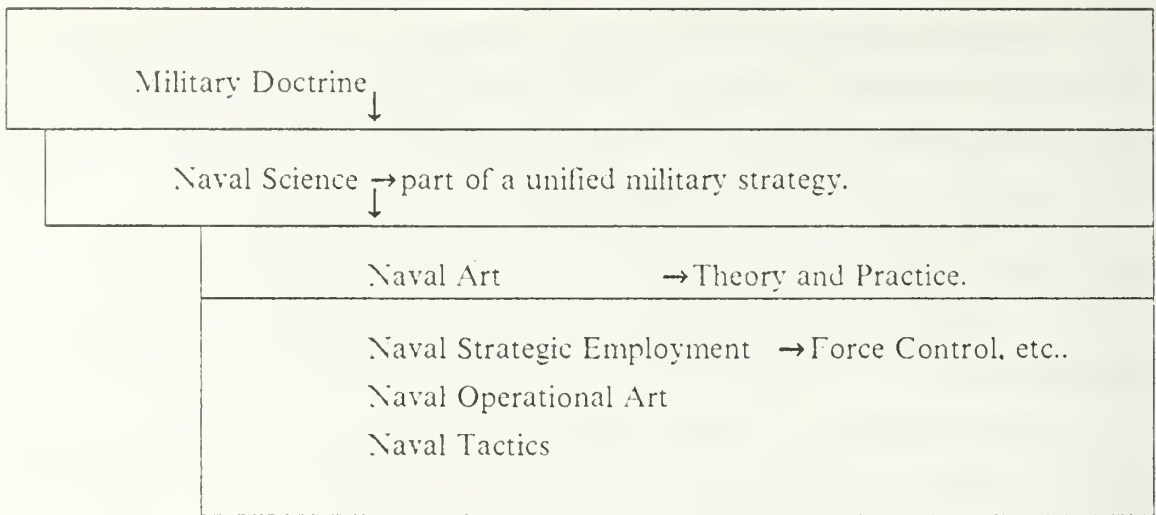 Military Doctrine
↓
Naval Science → part of a unified military strategy.
↓
Naval Art → Theory and Practice.
Naval Strategic Employment → Force Control, etc..
Naval Operational Art
Naval Tactics